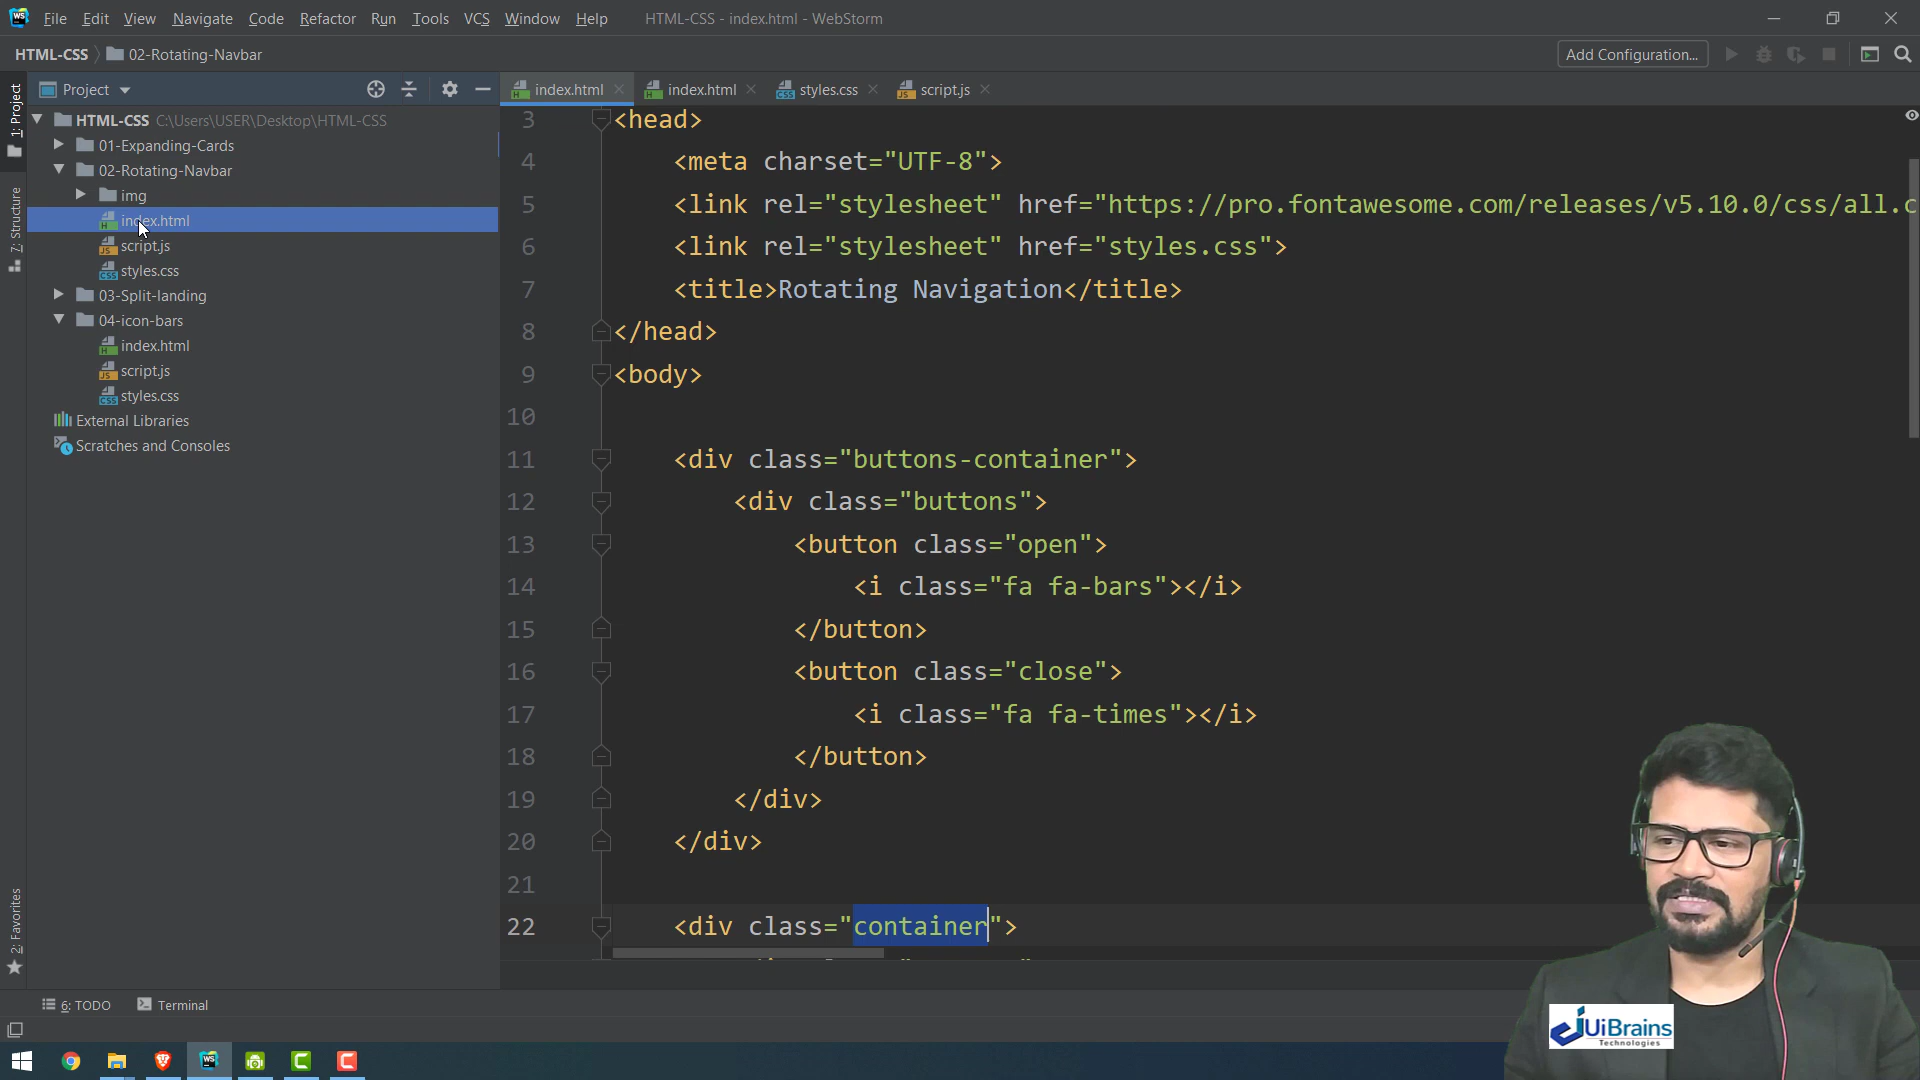 File Edit View Navigate Code Refactor Run Tools VCS Window Help HTML-CSS - index.html - WebStorm
HTML-CSS 02-Rotating-Navbar Add Configuration...
1: Project
7: Structure
2: Favorites
Project
HTML-CSS C:\Users\USER\Desktop\HTML-CSS
01-Expanding-Cards
02-Rotating-Navbar
img
index.html
script.js
styles.css
03-Split-landing
04-icon-bars
index.html
script.js
styles.css
External Libraries
Scratches and Consoles
index.html index.html styles.css script.js
3 <head>
4 <meta charset="UTF-8">
5 <link rel="stylesheet" href="https://pro.fontawesome.com/releases/v5.10.0/css/all.c
6 <link rel="stylesheet" href="styles.css">
7 <title>Rotating Navigation</title>
8 </head>
9 <body>
10
11 <div class="buttons-container">
12 <div class="buttons">
13 <button class="open">
14 <i class="fa fa-bars"></i>
15 </button>
16 <button class="close">
17 <i class="fa fa-times"></i>
18 </button>
19 </div>
20 </div>
21
22 <div class="container">
6: TODO Terminal
UiBrains
Technologies